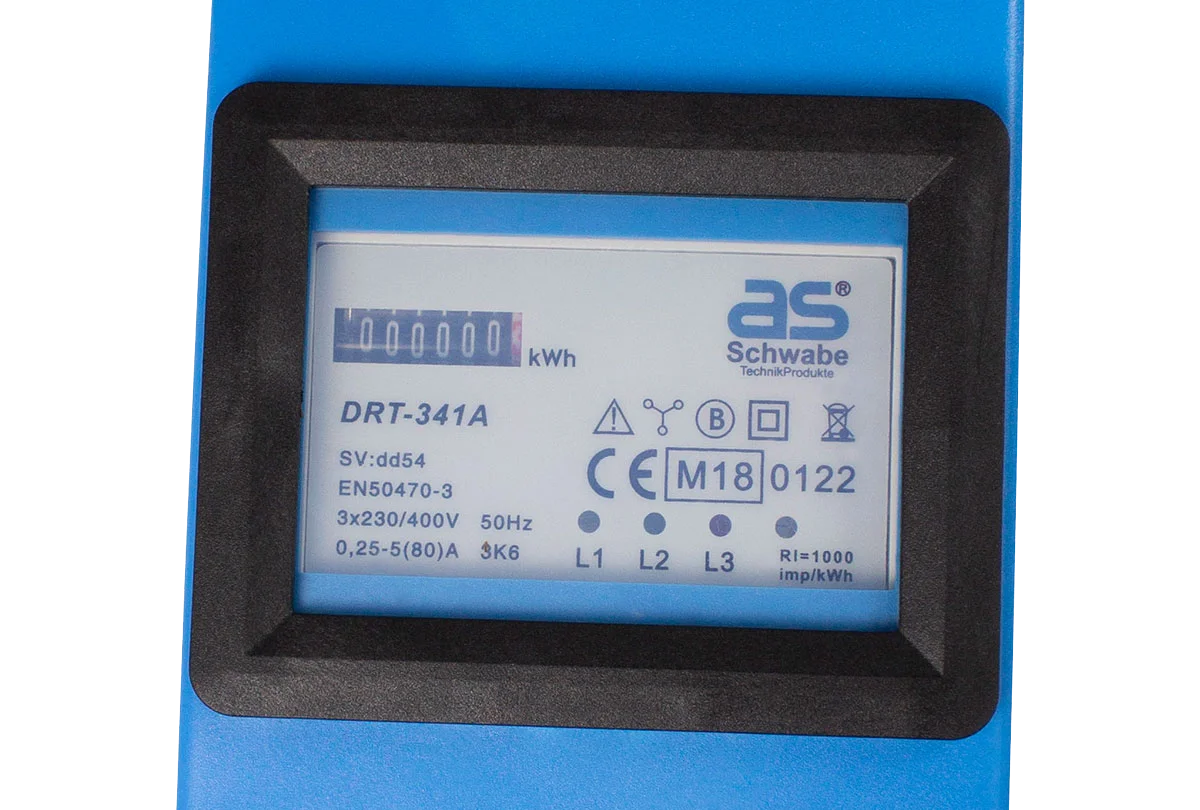 as®
Schwabe
TechnikProdukte
000000 kWh
DRT-341A
B
SV:dd54
EN50470-3
CE M18 0122
3x230/400V 50Hz
0,25-5(80)A 3K6
L1 L2 L3
RI=1000
imp/kWh